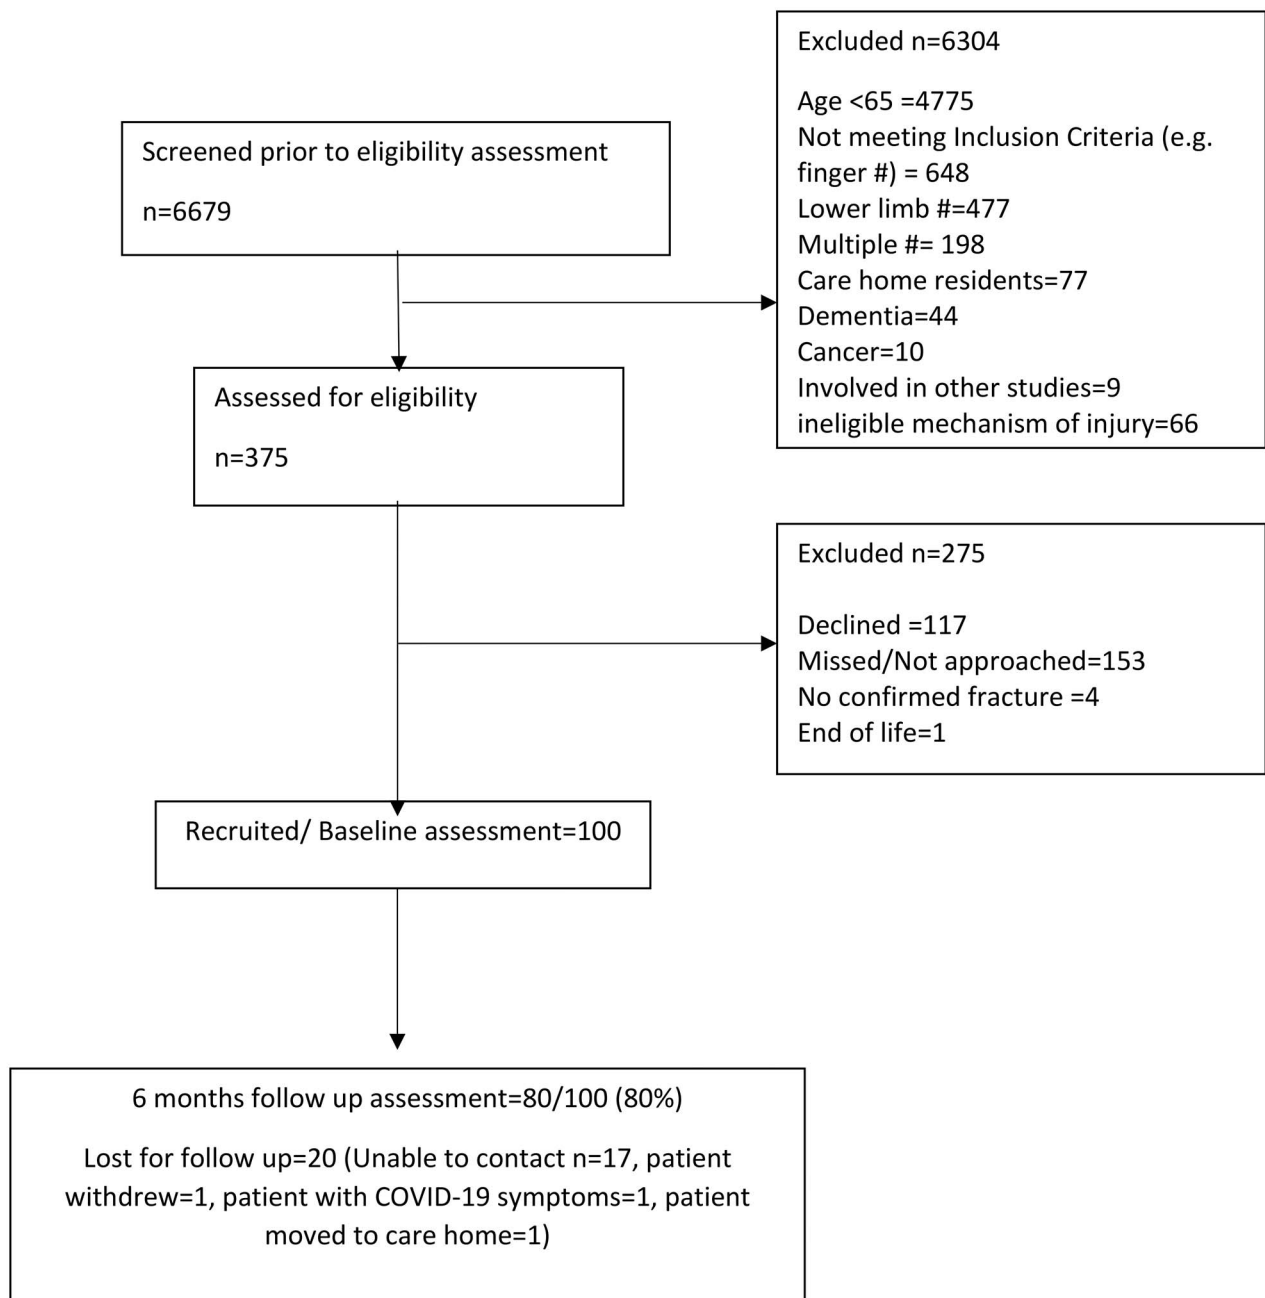 Excluded n=6304
Age <65 =4775
Not meeting Inclusion Criteria (e.g.
finger #) = 648
Lower limb #=477
Multiple #= 198
Care home residents=77
Dementia=44
Cancer=10
Involved in other studies=9
ineligible mechanism of injury=66
Screened prior to eligibility assessment
n=6679
Assessed for eligibility
n=375
Excluded n=275
Declined =117
Missed/Not approached=153
No confirmed fracture =4
End of life=1
Recruited/ Baseline assessment=100
6 months follow up assessment=80/100 (80%)
Lost for follow up=20 (Unable to contact n=17, patient
withdrew=1, patient with COVID-19 symptoms=1, patient
moved to care home=1)